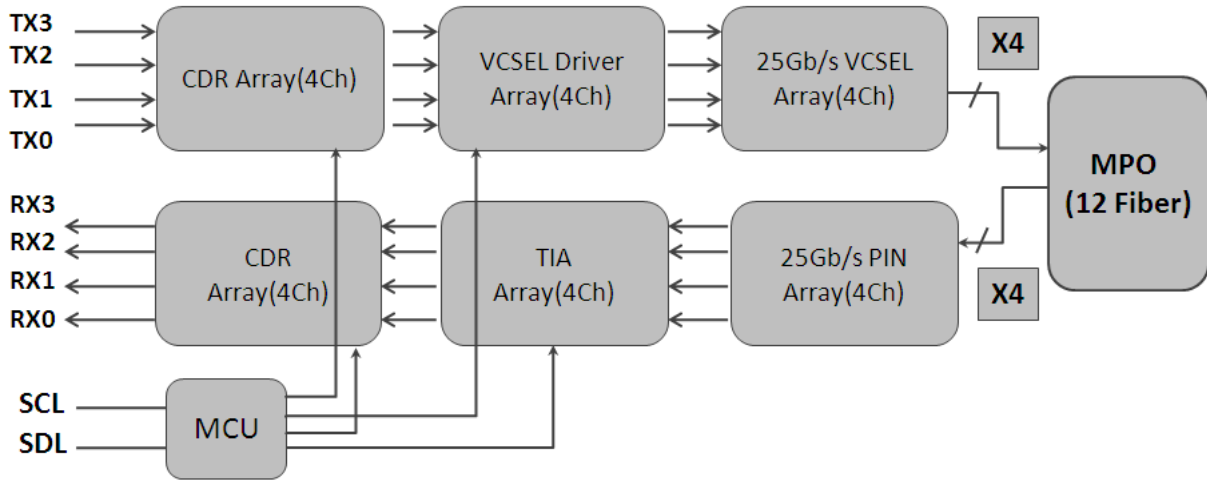 TX3
TX2
TX1
TX0
CDR Array(4Ch)
VCSEL Driver
Array(4Ch)
25Gb/s VCSEL
Array(4Ch)
X4
MPO
(12 Fiber)
RX3
RX2
RX1
RX0
CDR
Array(4Ch)
TIA
Array(4Ch)
25Gb/s PIN
Array(4Ch)
X4
SCL
SDL
MCU